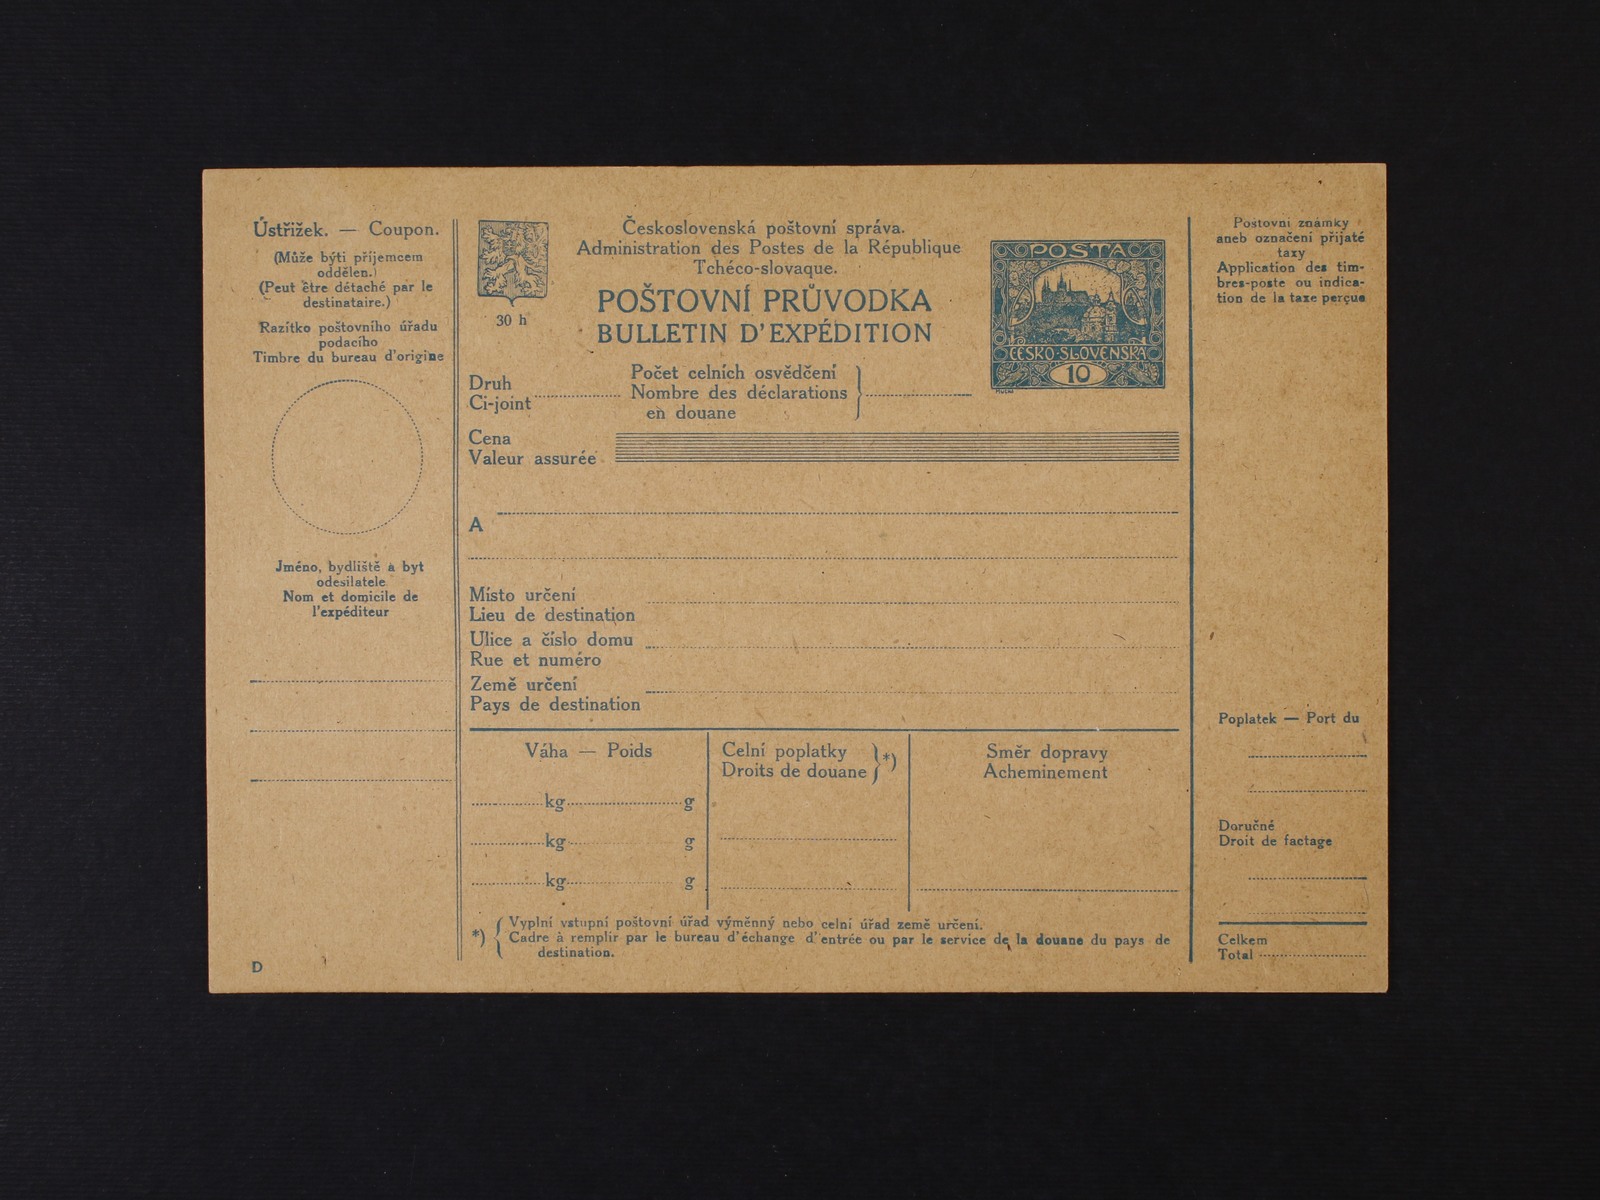 Ústřižek. — Coupon.
(Může býti příjemcem
oddělen.)
(Peut être détaché par le
destinataire.)
Razítko poštovního úřadu
podacího
Timbre du bureau d'origine
Jméno, bydliště a byt
odesílatele
Nom et domicile de
l'expéditeur
D
30 h
Československá poštovní správa.
Administration des Postes de la République
Tchéco-slovaque.
POŠTOVNÍ PRŮVODKA
BULLETIN D'EXPÉDITION
POŠTA
ČESKO-SLOVENSKÁ
10
MUCHA
Druh
Ci-joint
Počet celních osvědčení
Nombre des déclarations
en douane
Cena
Valeur assurée
A
Místo určení
Lieu de destination
Ulice a číslo domu
Rue et numéro
Země určení
Pays de destination
Váha — Poids
kg g
kg g
kg g
Celní poplatky
Droits de douane
*)
Směr dopravy
Acheminement
*) Vyplní vstupní poštovní úřad výměnný nebo celní úřad země určení.
Cadre à remplir par le bureau d'échange d'entrée ou par le service de la douane du pays de
destination.
Poštovní známky
aneb označení přijaté
taxy
Application des tim-
bres-poste ou indica-
tion de la taxe perçue
Poplatek — Port du
Doručné
Droit de factage
Celkem
Total